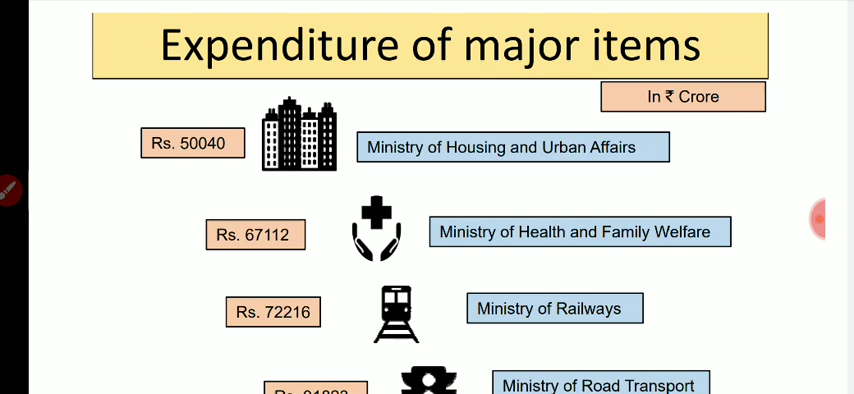 Expenditure of major items
In ₹ Crore
Rs. 50040
Ministry of Housing and Urban Affairs
Rs. 67112
Ministry of Health and Family Welfare
Rs. 72216
Ministry of Railways
Ministry of Road Transport